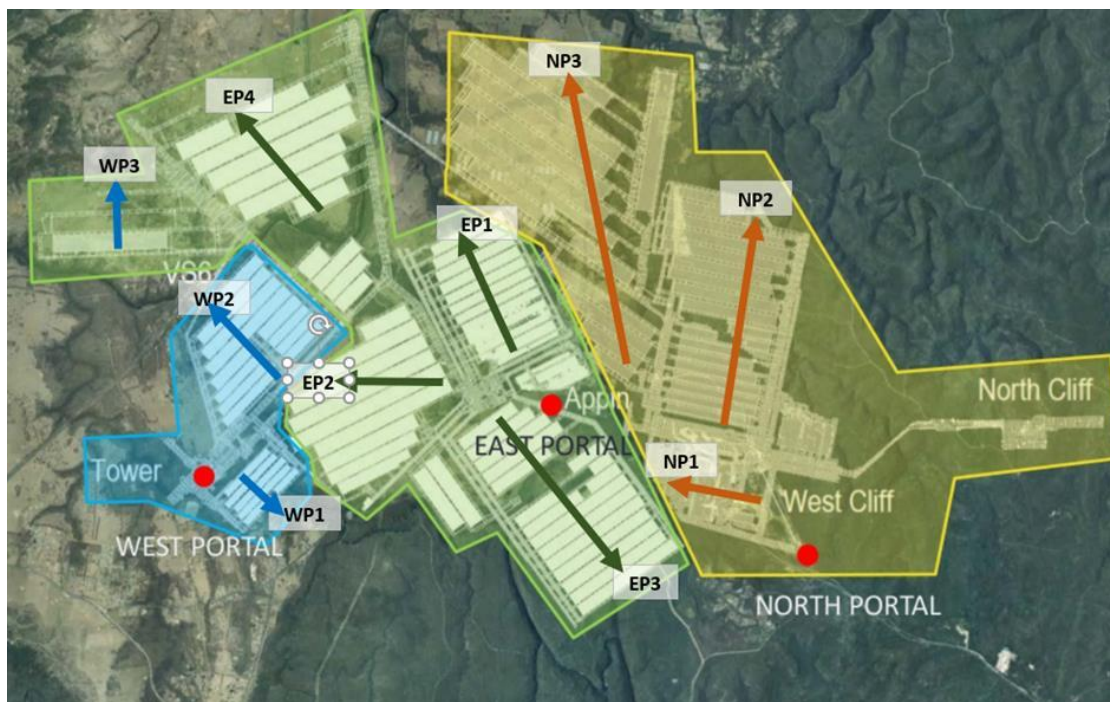 NP3
EP4
WP3
NP2
EP1
VS6
WP2
EP2
North Cliff
Appin
EAST PORTAL
NP1
Tower
West Cliff
WP1
WEST PORTAL
EP3
NORTH PORTAL